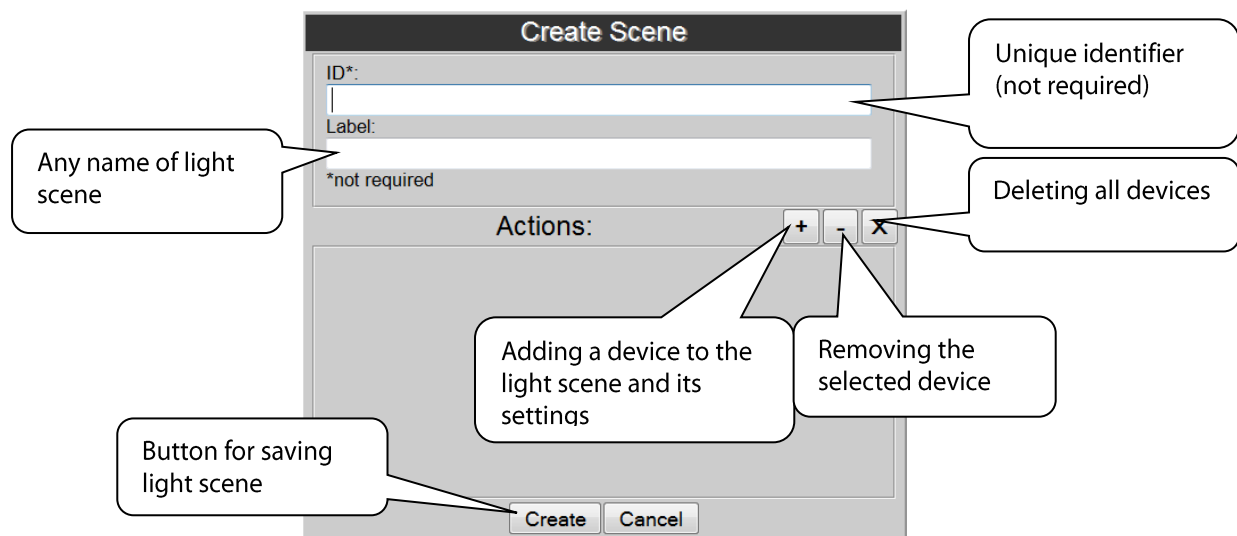 Create Scene
ID*:
Unique identifier
(not required)
Label:
Any name of light
scene
*not required
Deleting all devices
Actions:
+
-
X
Adding a device to the
light scene and its
settings
Removing the
selected device
Button for saving
light scene
Create
Cancel